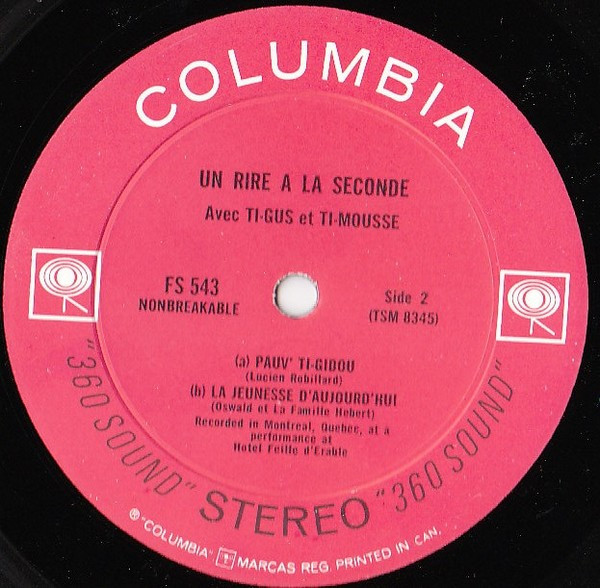 COLUMBIA
UN RIRE A LA SECONDE
Avec TI-GUS et TI-MOUSSE
FS 543
NONBREAKABLE
Side 2
(TSM 8345)
(a) PAUV' TI-GIDOU
(Lucien Robillard)
(b) LA JEUNESSE D'AUJOURD'HUI
(Oswald et La Famille Hebert)
Recorded in Montreal, Quebec, at a
performance at
Hotel Feille d'Erable
"360 SOUND" STEREO "360 SOUND"
® "COLUMBIA" MARCAS REG. PRINTED IN CAN.